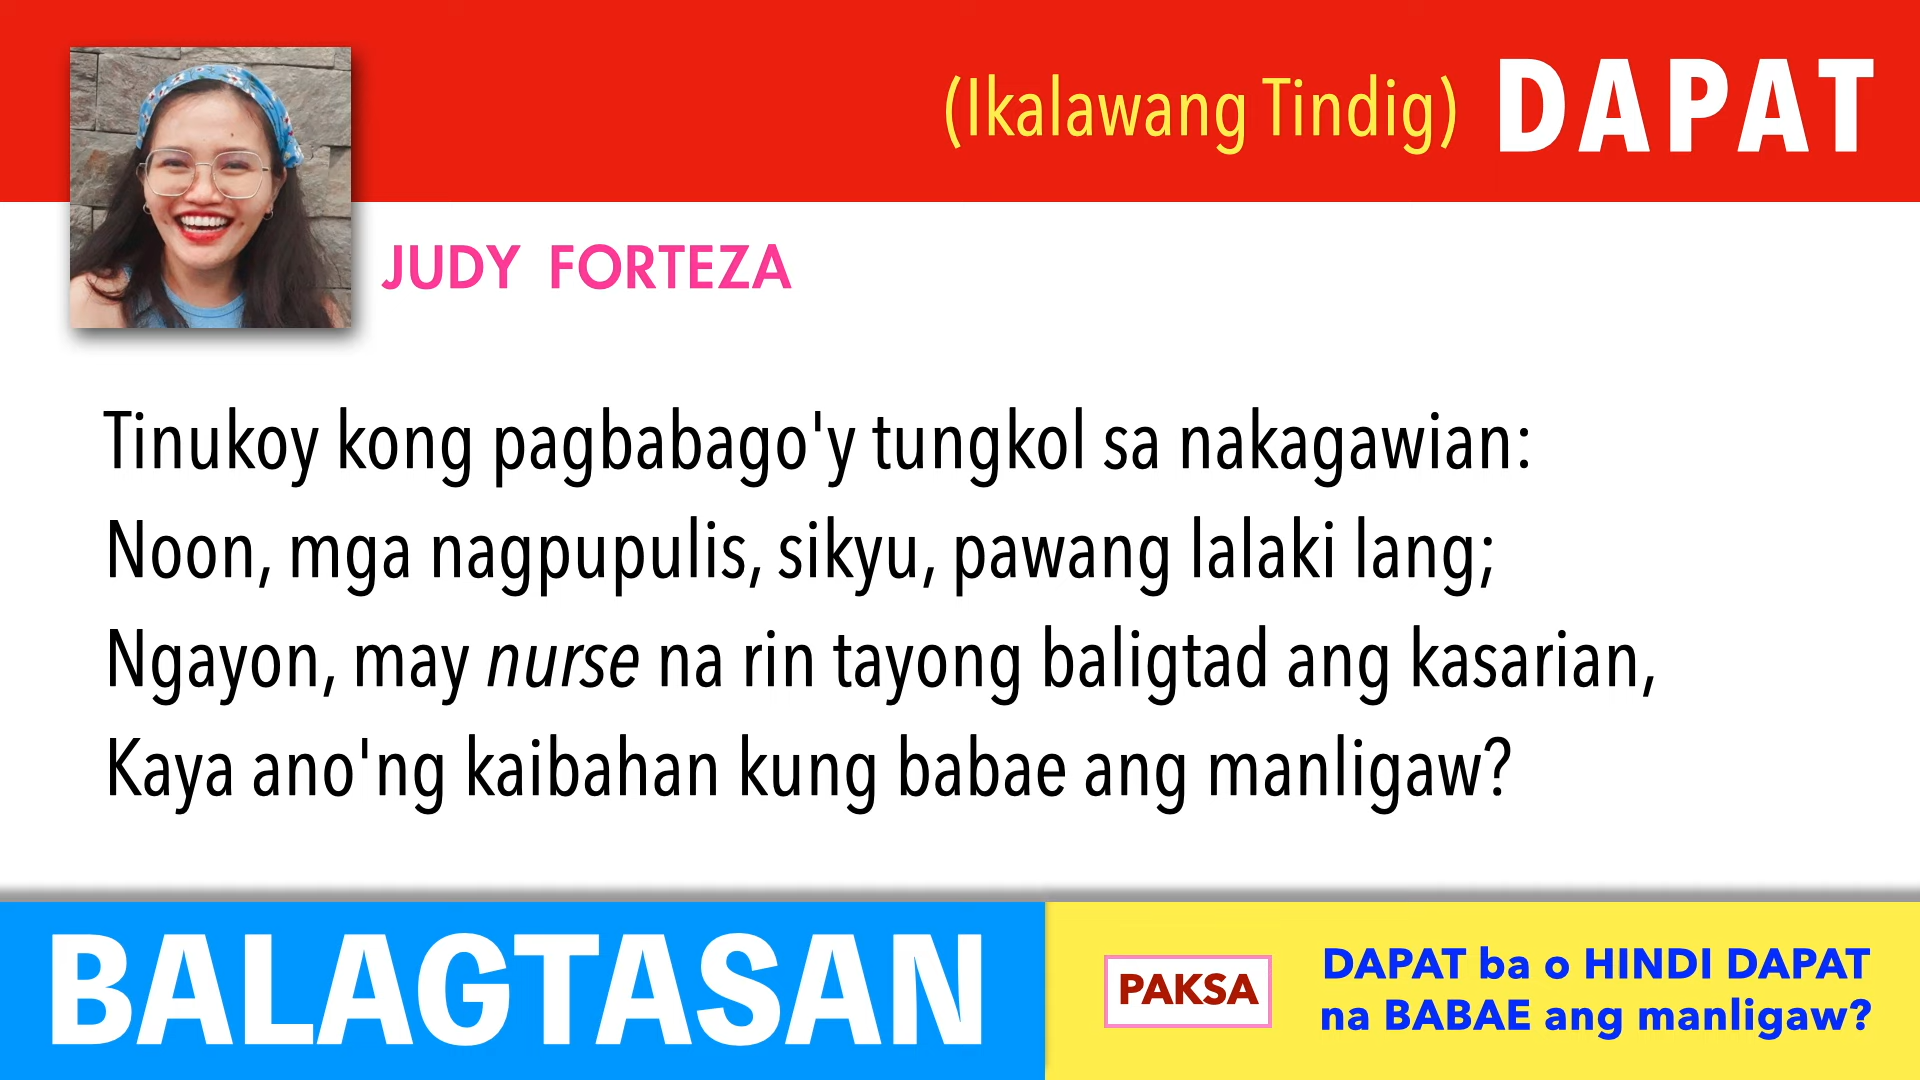 (Ikalawang Tindig) DAPAT
JUDY FORTEZA
Tinukoy kong pagbabago'y tungkol sa nakagawian:
Noon, mga nagpupulis, sikyu, pawang lalaki lang;
Ngayon, may nurse na rin tayong baligtad ang kasarian,
Kaya ano'ng kaibahan kung babae ang manligaw?
BALAGTASAN
PAKSA
DAPAT ba o HINDI DAPAT
na BABAE ang manligaw?